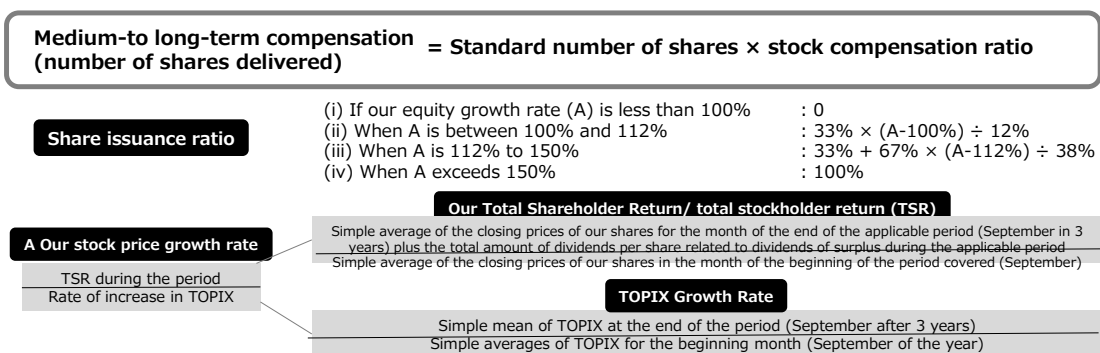 Medium-to long-term compensation
(number of shares delivered)
= Standard number of shares × stock compensation ratio
Share issuance ratio
(i) If our equity growth rate (A) is less than 100% : 0
(ii) When A is between 100% and 112% : 33% × (A-100%) ÷ 12%
(iii) When A is 112% to 150% : 33% + 67% × (A-112%) ÷ 38%
(iv) When A exceeds 150% : 100%
Our Total Shareholder Return/ total stockholder return (TSR)
A Our stock price growth rate
Simple average of the closing prices of our shares for the month of the end of the applicable period (September in 3
years) plus the total amount of dividends per share related to dividends of surplus during the applicable period
Simple average of the closing prices of our shares in the month of the beginning of the period covered (September)
TSR during the period
Rate of increase in TOPIX
TOPIX Growth Rate
Simple mean of TOPIX at the end of the period (September after 3 years)
Simple averages of TOPIX for the beginning month (September of the year)